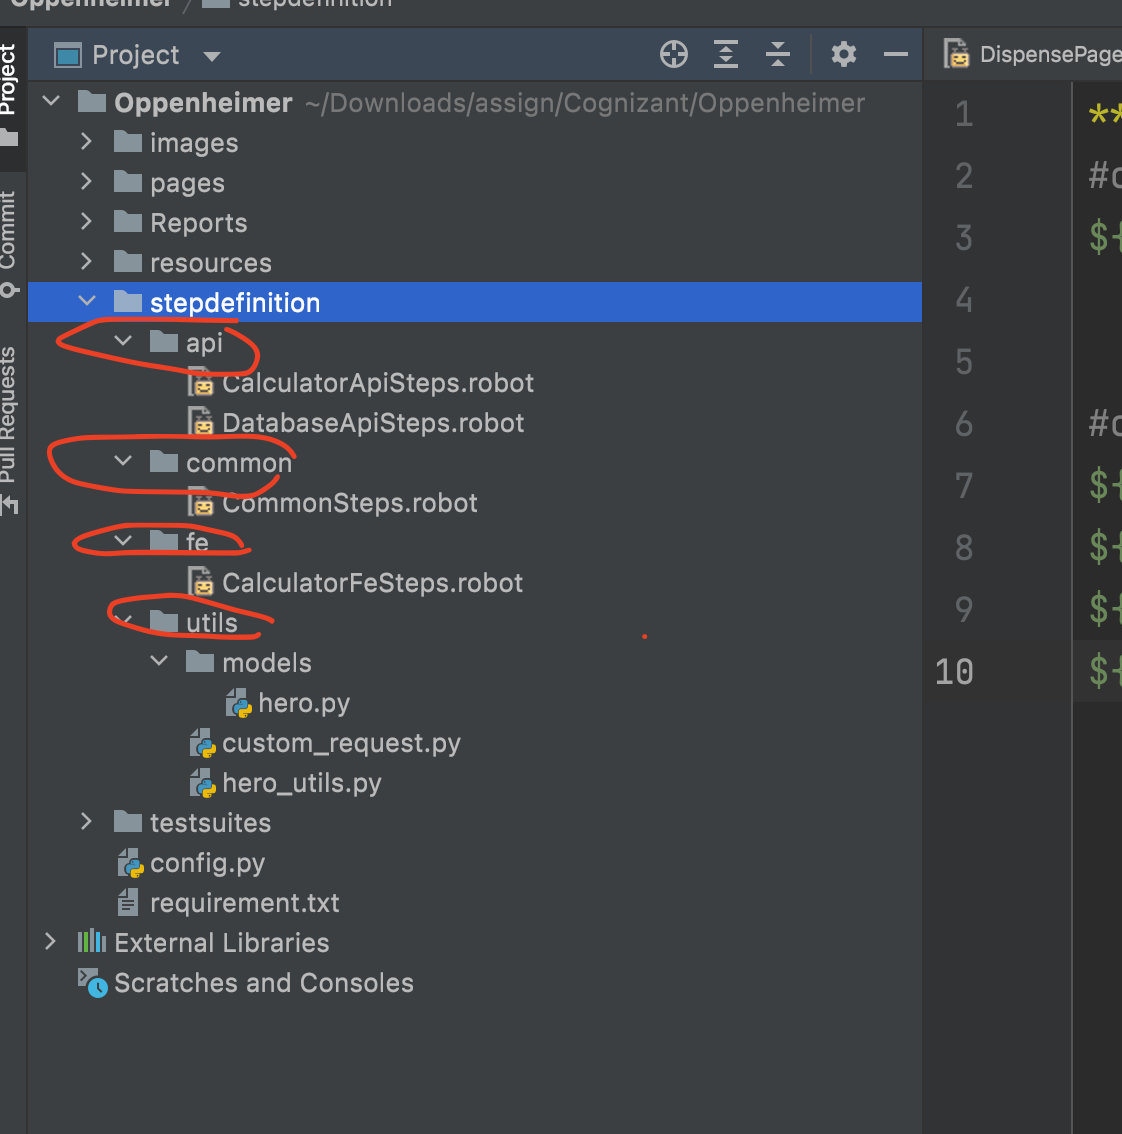 Oppenheimer / stepdefinition
Project
DispensePage
Project
Commit
Pull Requests
Oppenheimer ~/Downloads/assign/Cognizant/Oppenheimer
images
pages
Reports
resources
stepdefinition
api
CalculatorApiSteps.robot
DatabaseApiSteps.robot
common
CommonSteps.robot
fe
CalculatorFeSteps.robot
utils
models
hero.py
custom_request.py
hero_utils.py
testsuites
config.py
requirement.txt
External Libraries
Scratches and Consoles
1 **
2 #
3 ${
4
5
6 #
7 ${
8 ${
9 ${
10 ${